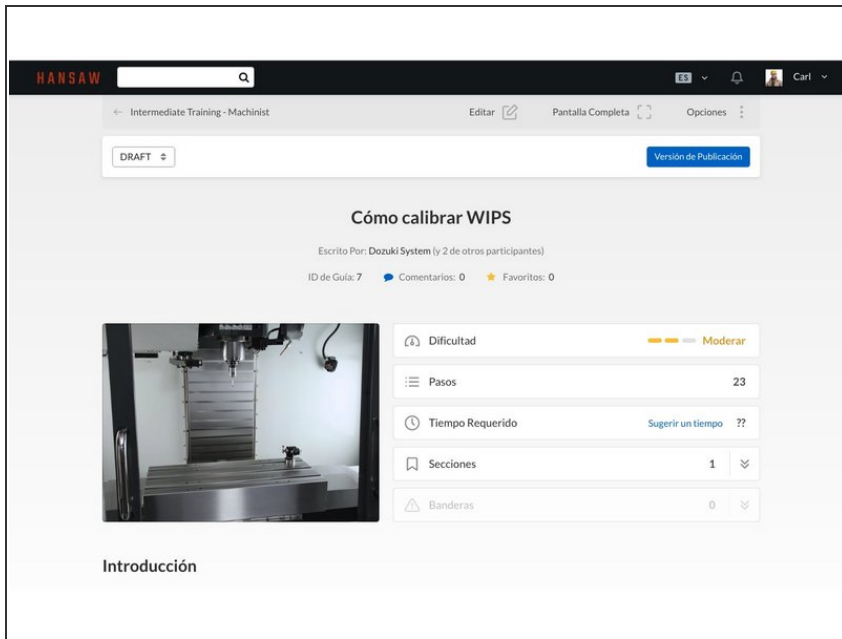 HANSAW
ES
Carl
Intermediate Training - Machinist
Editar
Pantalla Completa
Opciones
DRAFT
Versión de Publicación
Cómo calibrar WIPS
Escrito Por: Dozuki System (y 2 de otros participantes)
ID de Guía: 7 Comentarios: 0 Favoritos: 0
Dificultad Moderar
Pasos 23
Tiempo Requerido Sugerir un tiempo ??
Secciones 1
Banderas 0
Introducción